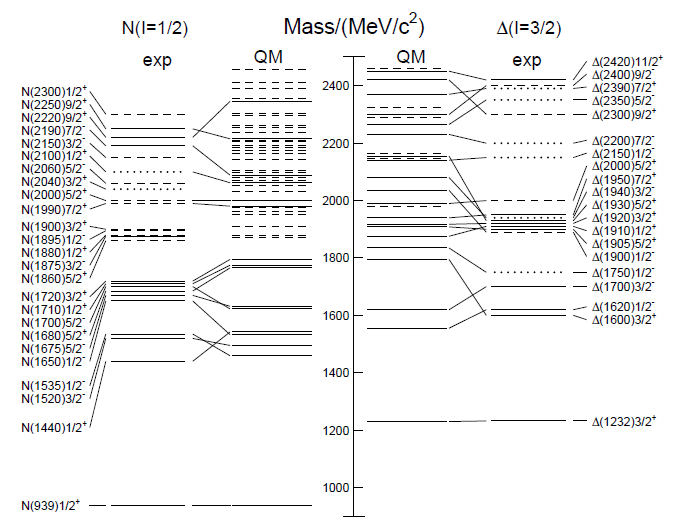 N(I=1/2) Mass/(MeV/c²) Δ(I=3/2)
exp QM QM exp
N(2300)1/2⁺
N(2250)9/2⁺
N(2220)9/2⁺
N(2190)7/2⁻
N(2150)3/2⁻
N(2100)1/2⁺
N(2060)5/2⁻
N(2040)3/2⁺
N(2000)5/2⁺
N(1990)7/2⁺
N(1900)3/2⁺
N(1895)1/2⁻
N(1880)1/2⁺
N(1875)3/2⁻
N(1860)5/2⁺
N(1720)3/2⁺
N(1710)1/2⁺
N(1700)5/2⁻
N(1680)5/2⁺
N(1675)5/2⁻
N(1650)1/2⁻
N(1535)1/2⁻
N(1520)3/2⁻
N(1440)1/2⁺
N(939)1/2⁺
2400
2200
2000
1800
1600
1400
1200
1000
Δ(2420)11/2⁺
Δ(2400)9/2⁻
Δ(2390)7/2⁺
Δ(2350)5/2⁻
Δ(2300)9/2⁺
Δ(2200)7/2⁻
Δ(2150)1/2⁻
Δ(2000)5/2⁺
Δ(1950)7/2⁺
Δ(1940)3/2⁻
Δ(1930)5/2⁻
Δ(1920)3/2⁺
Δ(1910)1/2⁺
Δ(1905)5/2⁺
Δ(1900)1/2⁻
Δ(1750)1/2⁻
Δ(1700)3/2⁻
Δ(1620)1/2⁻
Δ(1600)3/2⁺
Δ(1232)3/2⁺